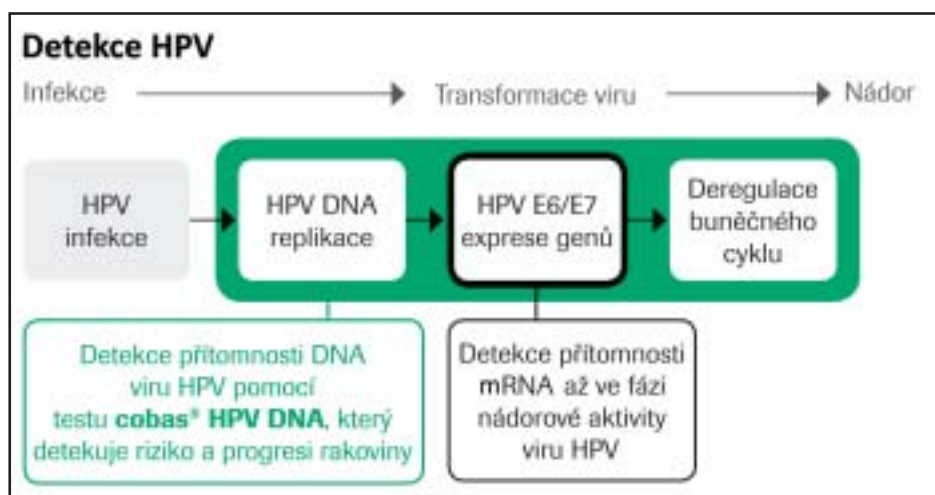 Detekce HPV
Infekce
Transformace viru
Nádor
HPV
infekce
HPV DNA
replikace
HPV E6/E7
exprese genů
Deregulace
buněčného
cyklu
Detekce přítomnosti DNA
viru HPV pomocí
testu cobas® HPV DNA, který
detekuje riziko a progresi rakoviny
Detekce přítomnosti
mRNA až ve fází
nádorové aktivity
viru HPV